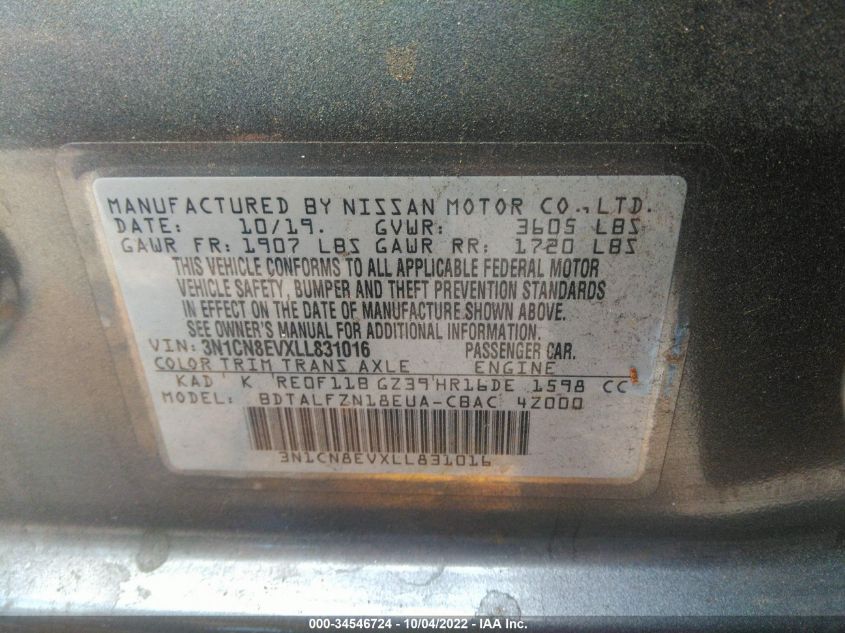 MANUFACTURED BY NISSAN MOTOR CO., LTD.
DATE: 10/19. GVWR: 3605 LBS
GAWR FR: 1907 LBS GAWR RR: 1720 LBS
THIS VEHICLE CONFORMS TO ALL APPLICABLE FEDERAL MOTOR
VEHICLE SAFETY, BUMPER AND THEFT PREVENTION STANDARDS
IN EFFECT ON THE DATE OF MANUFACTURE SHOWN ABOVE.
SEE OWNER'S MANUAL FOR ADDITIONAL INFORMATION.
VIN: 3N1CN8EVXLL831016 PASSENGER CAR.
COLOR TRIM TRANS AXLE ENGINE
KAD K RE0F11B GZ39 HR16DE 1598 CC
MODEL: BDTALFZN18EUA-CBAC 4Z000
3N1CN8EVXLL831016
000-34546724 - 10/04/2022 - IAA Inc.